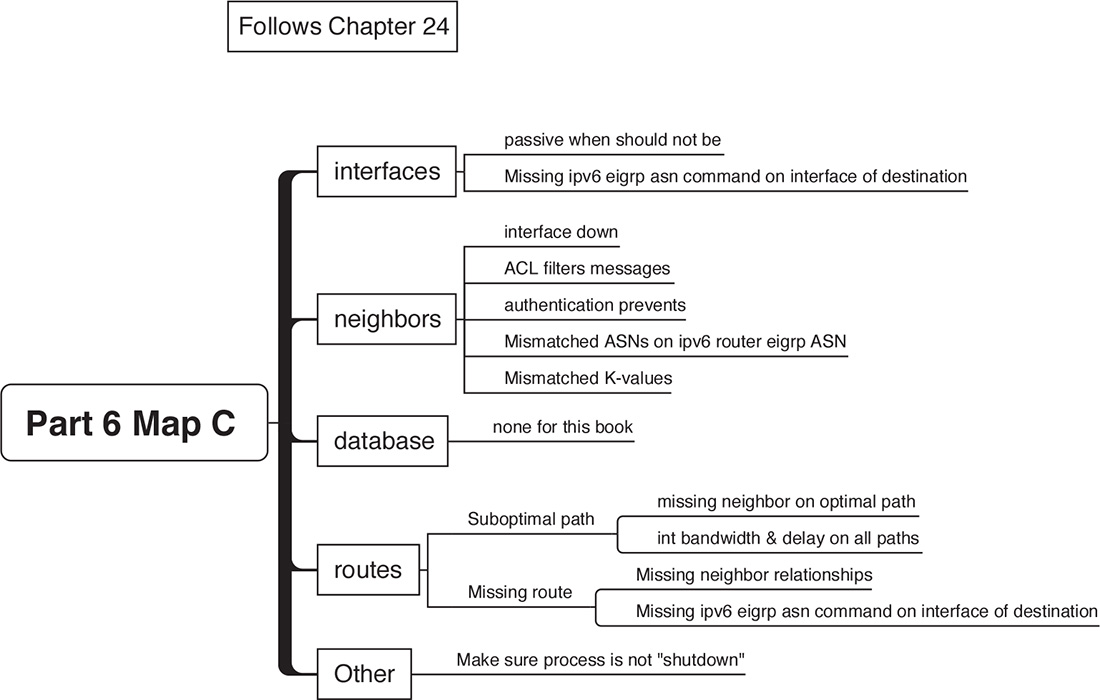 Follows Chapter 24
Part 6 Map C
interfaces
passive when should not be
Missing ipv6 eigrp asn command on interface of destination
neighbors
interface down
ACL filters messages
authentication prevents
Mismatched ASNs on ipv6 router eigrp ASN
Mismatched K-values
database
none for this book
routes
Suboptimal path
missing neighbor on optimal path
int bandwidth & delay on all paths
Missing route
Missing neighbor relationships
Missing ipv6 eigrp asn command on interface of destination
Other
Make sure process is not "shutdown"